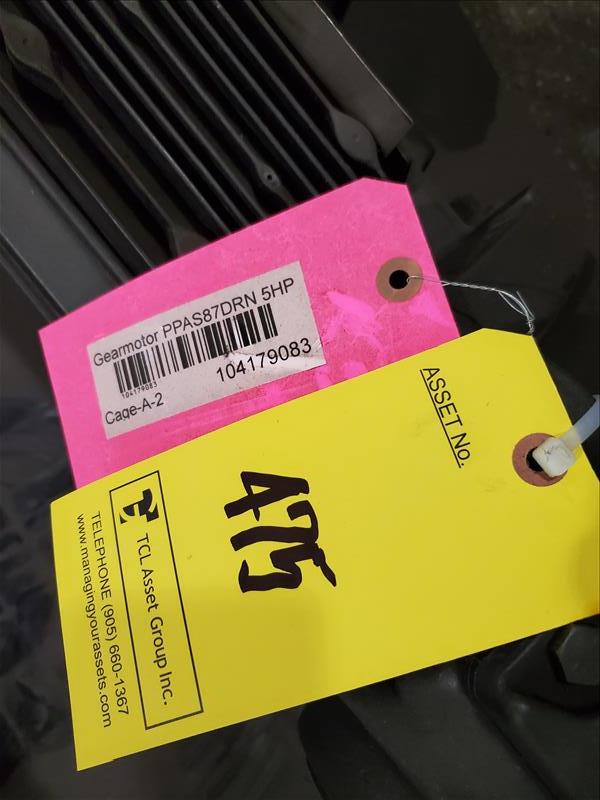 Gearmotor PPAS87DRN 5HP
104179083
104179083
Cage-A-2
ASSET No.
475
TCL Asset Group Inc.
TELEPHONE (905) 660-1367
www.managingyourassets.com